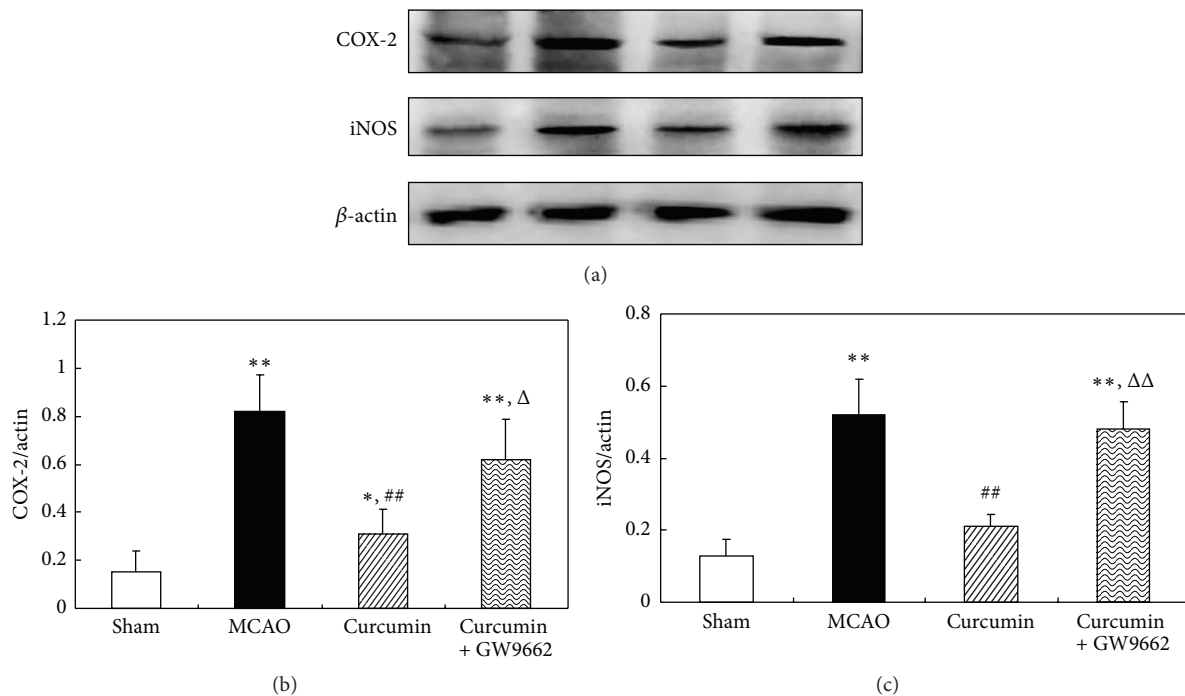 COX-2
iNOS
β-actin
(a)
1.2
1
0.8
0.6
0.4
0.2
0
COX-2/actin
**
*, ##
**, Δ
Sham
MCAO
Curcumin
Curcumin
+ GW9662
(b)
0.8
0.6
0.4
0.2
0
iNOS/actin
**
##
**, ΔΔ
Sham
MCAO
Curcumin
Curcumin
+ GW9662
(c)